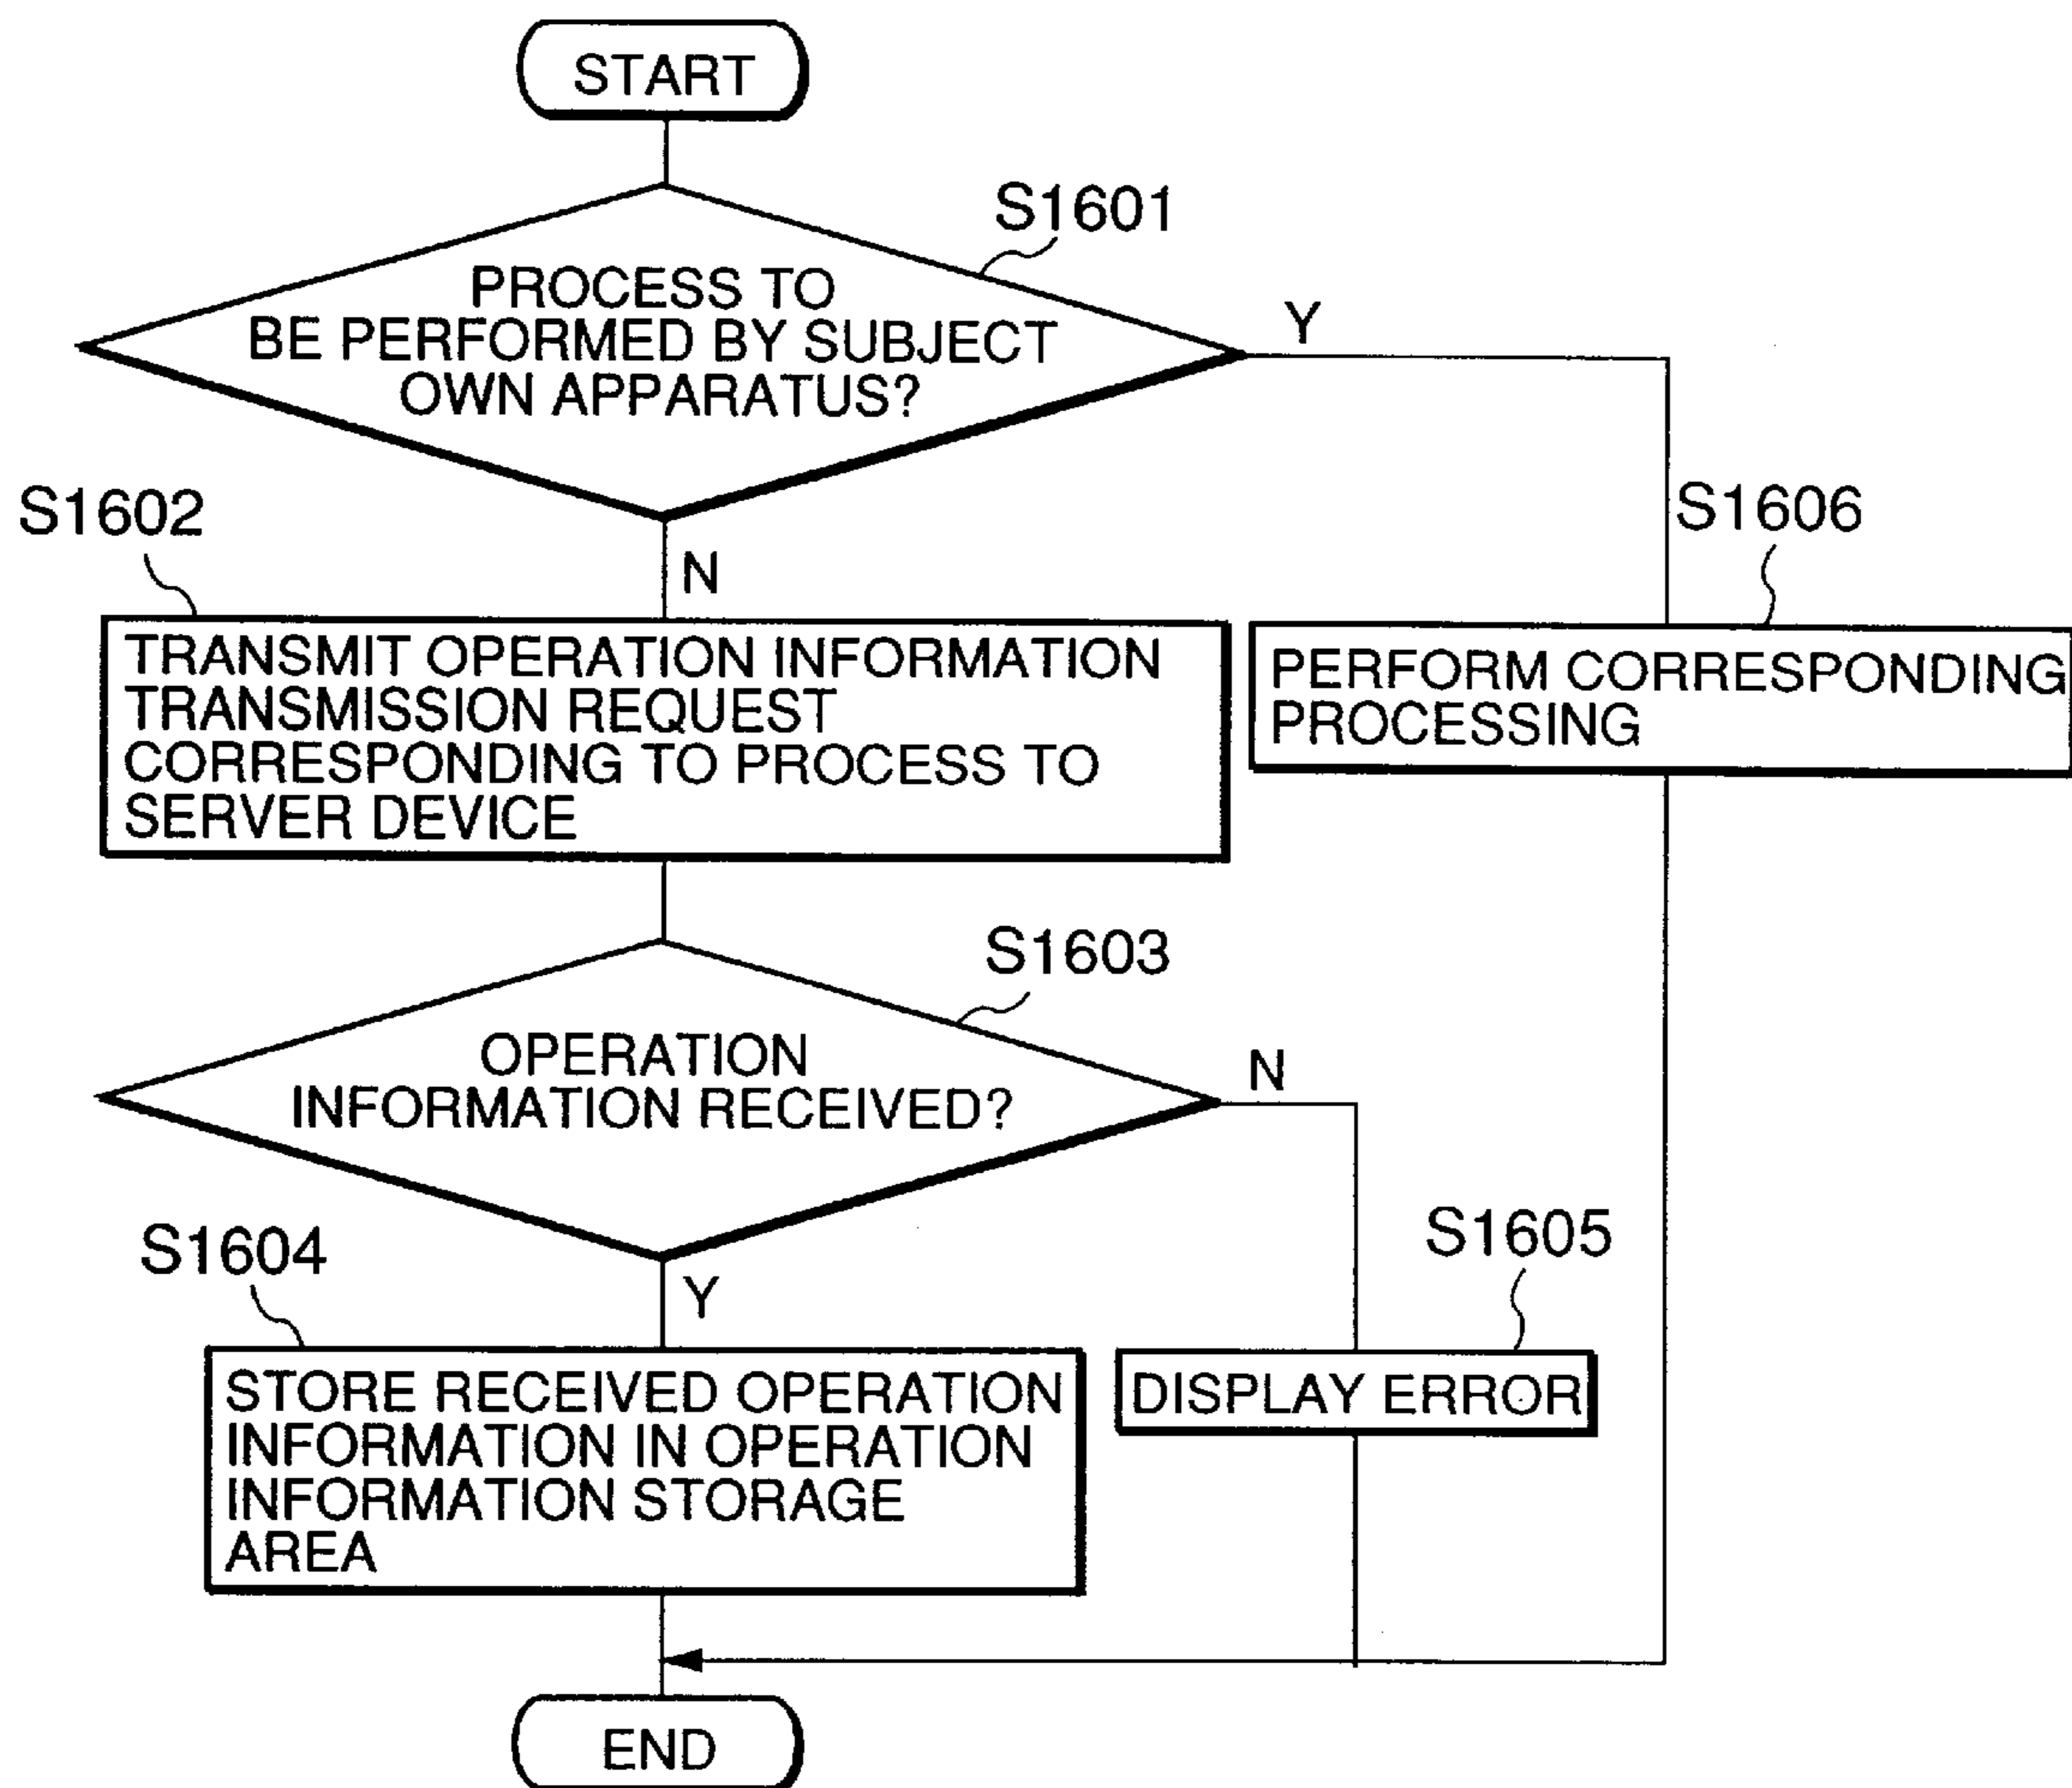 START
S1601
PROCESS TO
BE PERFORMED BY SUBJECT
OWN APPARATUS?
Y
S1602
N
S1606
TRANSMIT OPERATION INFORMATION
TRANSMISSION REQUEST
CORRESPONDING TO PROCESS TO
SERVER DEVICE
PERFORM CORRESPONDING
PROCESSING
S1603
OPERATION
INFORMATION RECEIVED?
N
S1604
Y
S1605
STORE RECEIVED OPERATION
INFORMATION IN OPERATION
INFORMATION STORAGE
AREA
DISPLAY ERROR
END